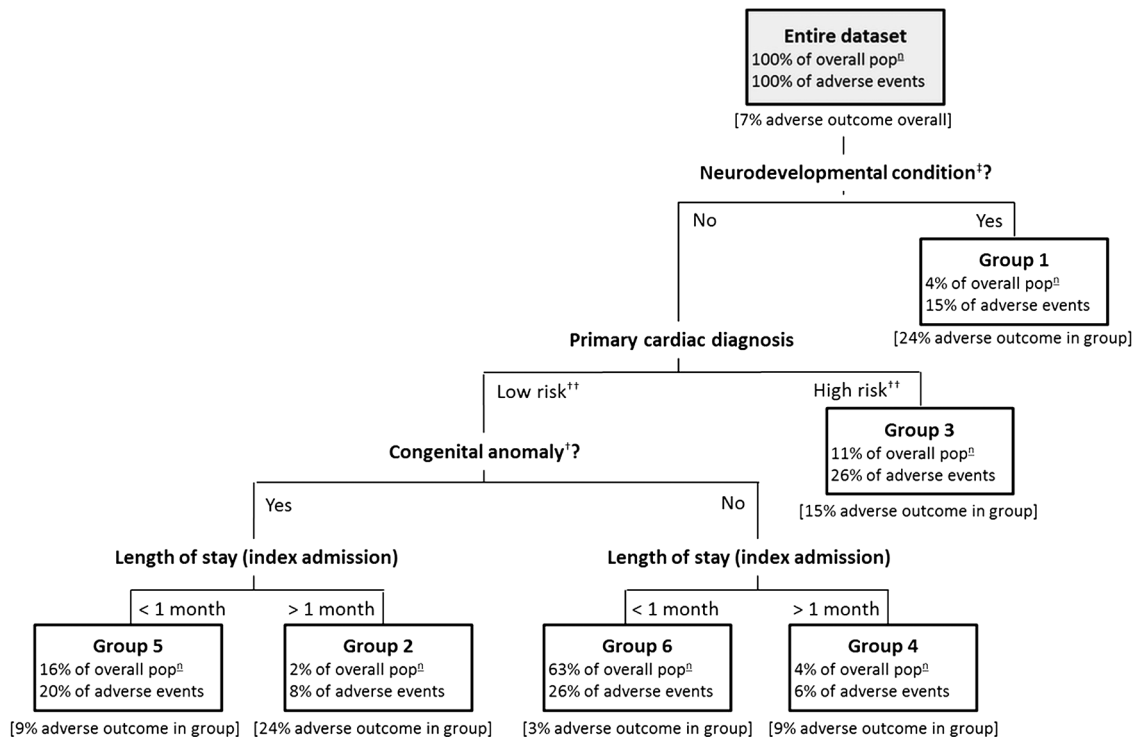 Entire dataset
100% of overall popⁿ
100% of adverse events
[7% adverse outcome overall]
Neurodevelopmental condition‡?
No
Yes
Group 1
4% of overall popⁿ
15% of adverse events
[24% adverse outcome in group]
Primary cardiac diagnosis
Low risk††
High risk††
Group 3
11% of overall popⁿ
26% of adverse events
[15% adverse outcome in group]
Congenital anomaly†?
Yes
No
Length of stay (index admission)
Length of stay (index admission)
< 1 month
> 1 month
< 1 month
> 1 month
Group 5
16% of overall popⁿ
20% of adverse events
[9% adverse outcome in group]
Group 2
2% of overall popⁿ
8% of adverse events
[24% adverse outcome in group]
Group 6
63% of overall popⁿ
26% of adverse events
[3% adverse outcome in group]
Group 4
4% of overall popⁿ
6% of adverse events
[9% adverse outcome in group]